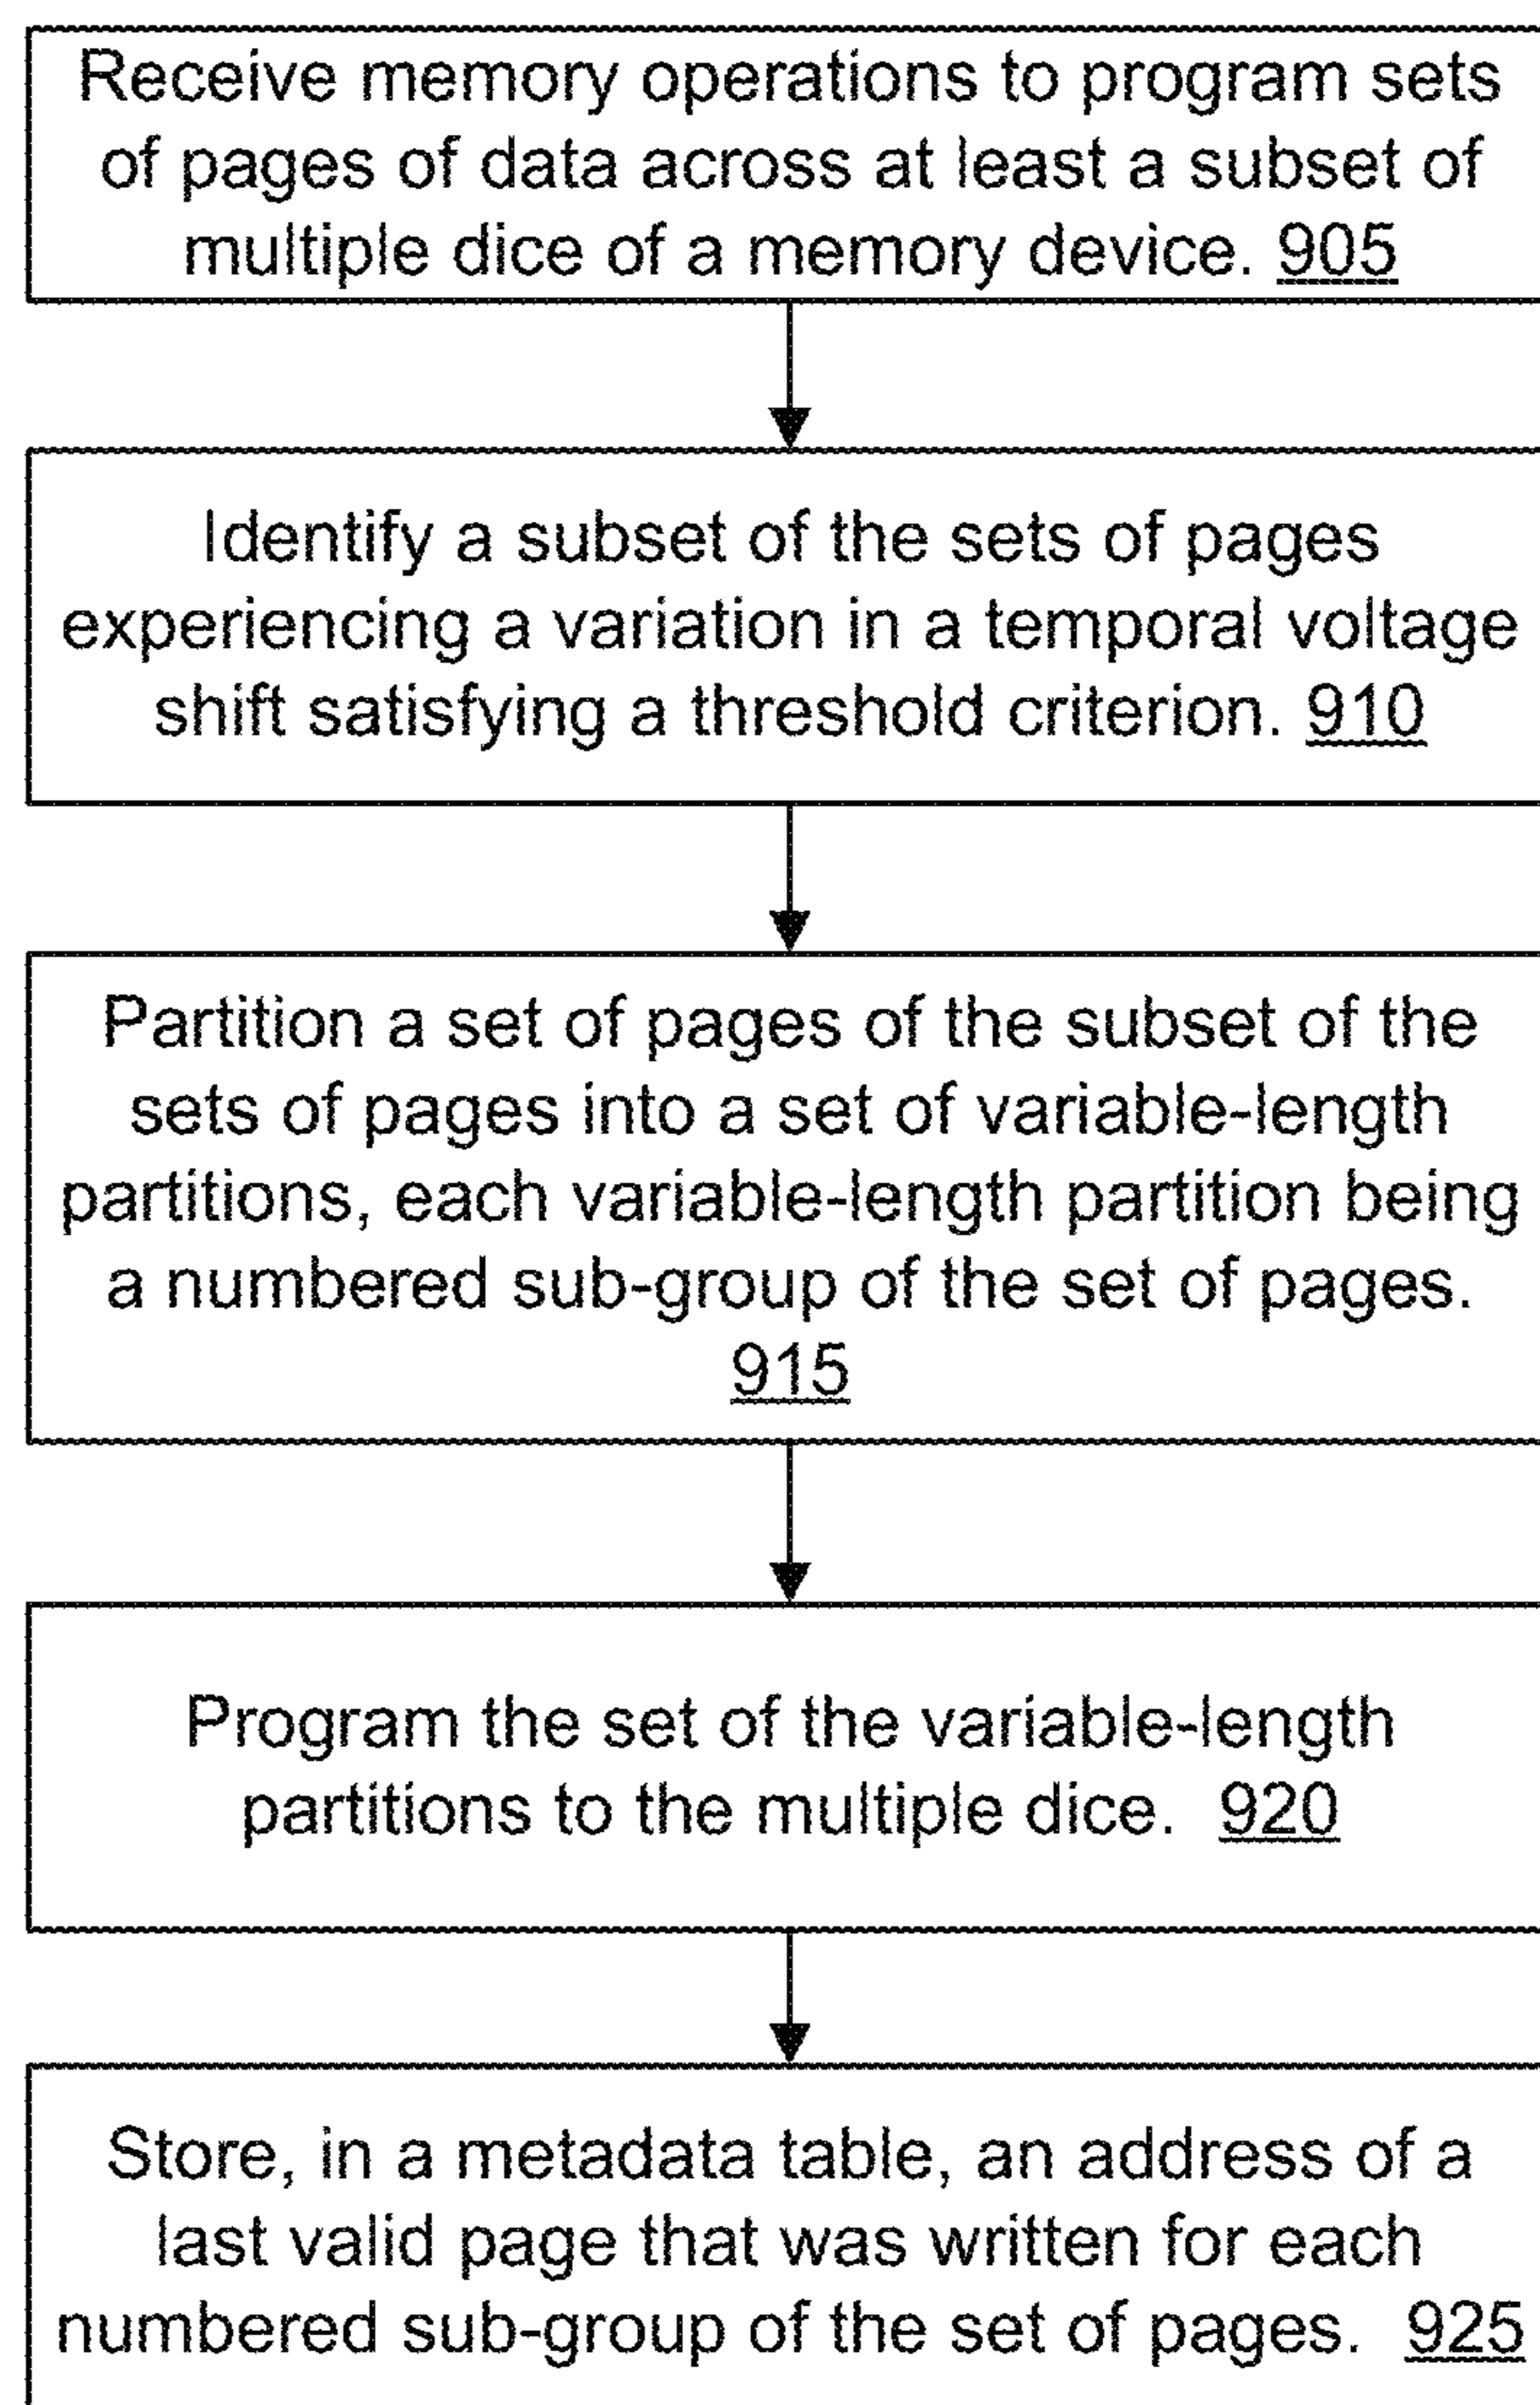 Receive memory operations to program sets
of pages of data across at least a subset of
multiple dice of a memory device. 905
Identify a subset of the sets of pages
experiencing a variation in a temporal voltage
shift satisfying a threshold criterion. 910
Partition a set of pages of the subset of the
sets of pages into a set of variable-length
partitions, each variable-length partition being
a numbered sub-group of the set of pages.
915
Program the set of the variable-length
partitions to the multiple dice. 920
Store, in a metadata table, an address of a
last valid page that was written for each
numbered sub-group of the set of pages. 925